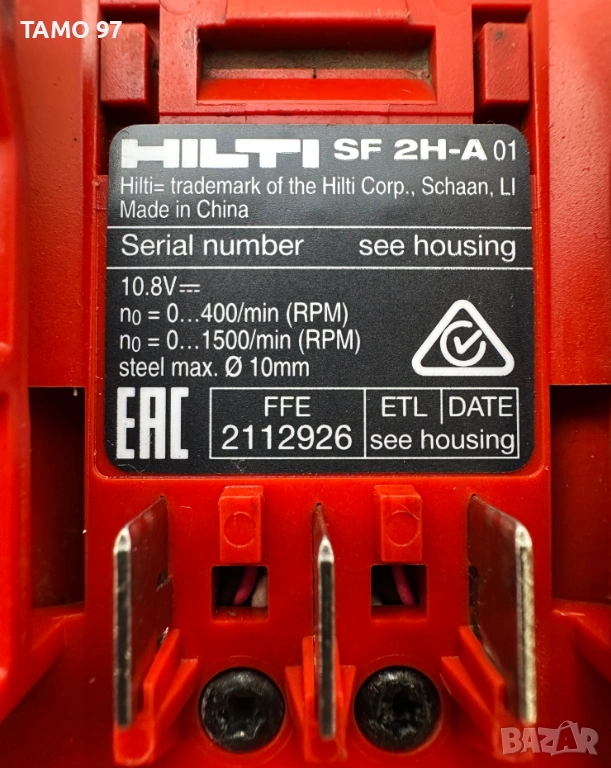 TAMO 97
HILTI SF 2H-A 01
Hilti= trademark of the Hilti Corp., Schaan, LI
Made in China
Serial number see housing
10.8V⎓
n0 = 0...400/min (RPM)
n0 = 0...1500/min (RPM)
steel max. Ø 10mm
EAC
FFE
2112926
ETL DATE
see housing
BAZAR